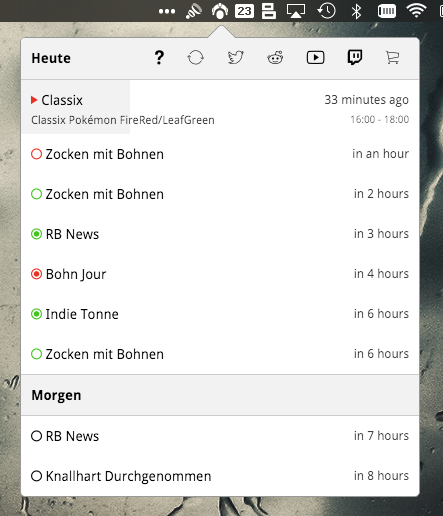 23
Heute ?
Classix 33 minutes ago
Classix Pokémon FireRed/LeafGreen 16:00 - 18:00
Zocken mit Bohnen in an hour
Zocken mit Bohnen in 2 hours
RB News in 3 hours
Bohn Jour in 4 hours
Indie Tonne in 6 hours
Zocken mit Bohnen in 6 hours
Morgen
RB News in 7 hours
Knallhart Durchgenommen in 8 hours